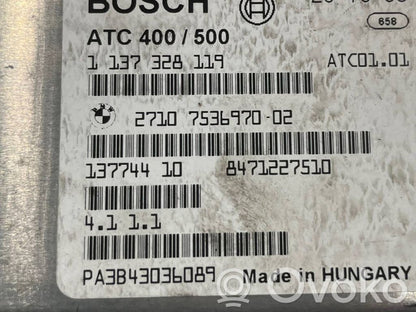 BOSCH
ATC 400 / 500
658
1 137 328 119
ATC01.01
2710 7536970-02
137744 10
8471227510
4.1 1.1
PA3B43036089
Made in HUNGARY
ovoko